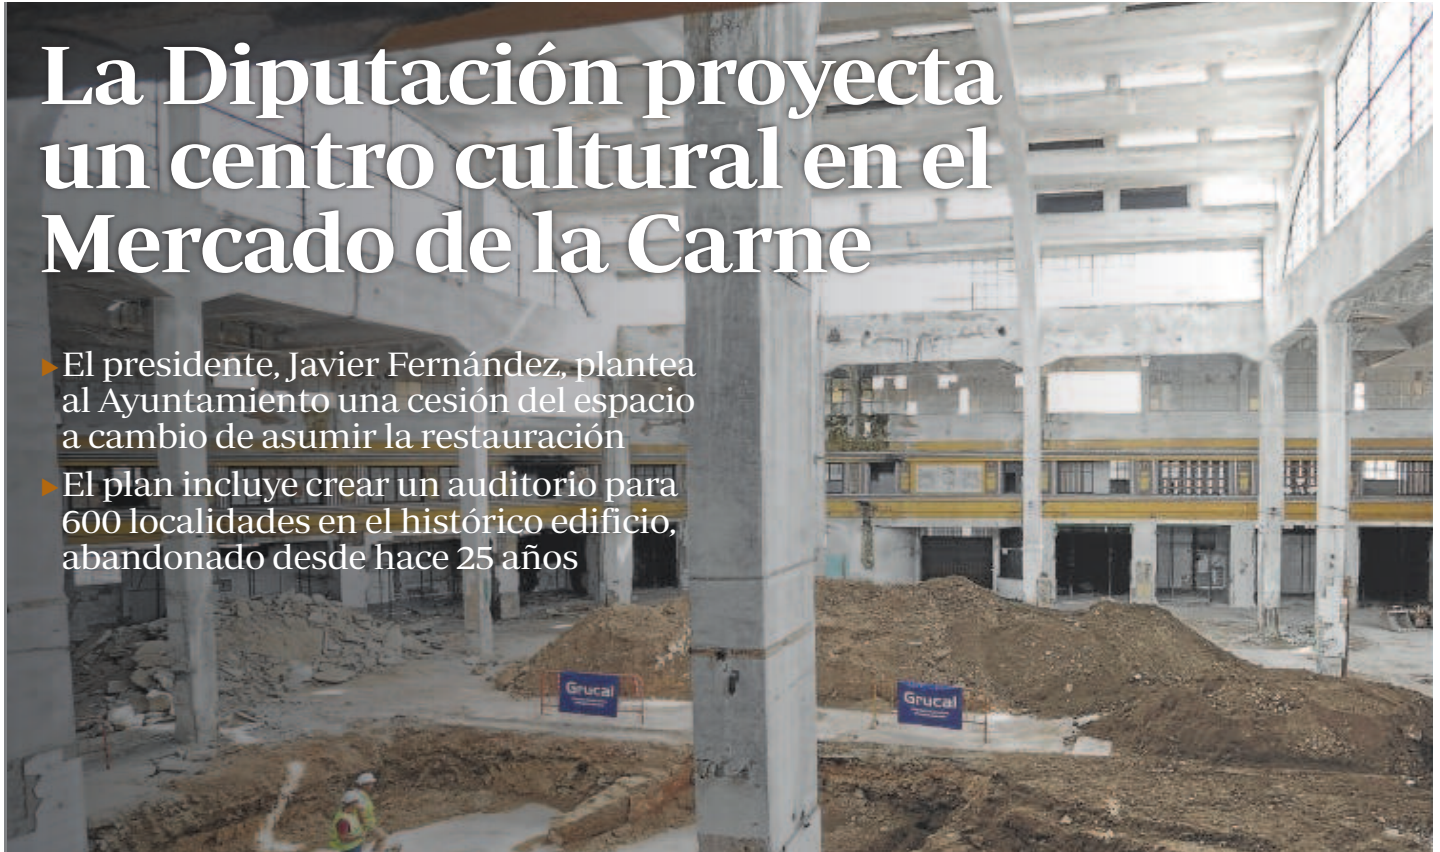 La Diputación proyecta
un centro cultural en el
Mercado de la Carne
El presidente, Javier Fernández, plantea
al Ayuntamiento una cesión del espacio
a cambio de asumir la restauración
El plan incluye crear un auditorio para
600 localidades en el histórico edificio,
abandonado desde hace 25 años
Grucal
Grucal